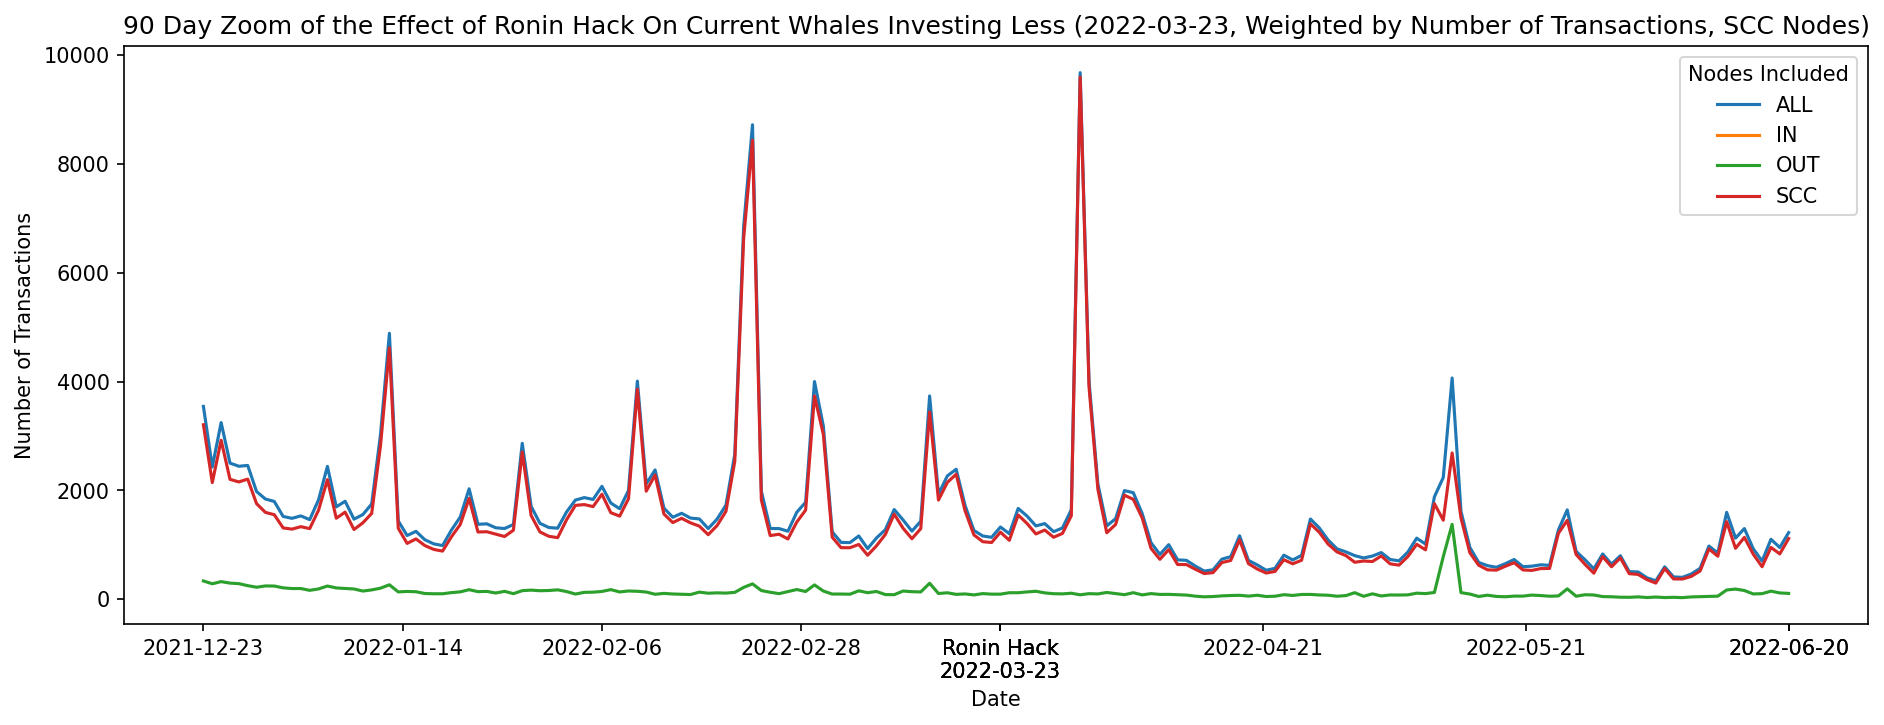 90 Day Zoom of the Effect of Ronin Hack On Current Whales Investing Less (2022-03-23, Weighted by Number of Transactions, SCC Nodes)
10000
8000
6000
4000
2000
0
Number of Transactions
Nodes Included
ALL
IN
OUT
SCC
2021-12-23
2022-01-14
2022-02-06
2022-02-28
Ronin Hack
2022-03-23
2022-04-21
2022-05-21
2022-06-20
Date